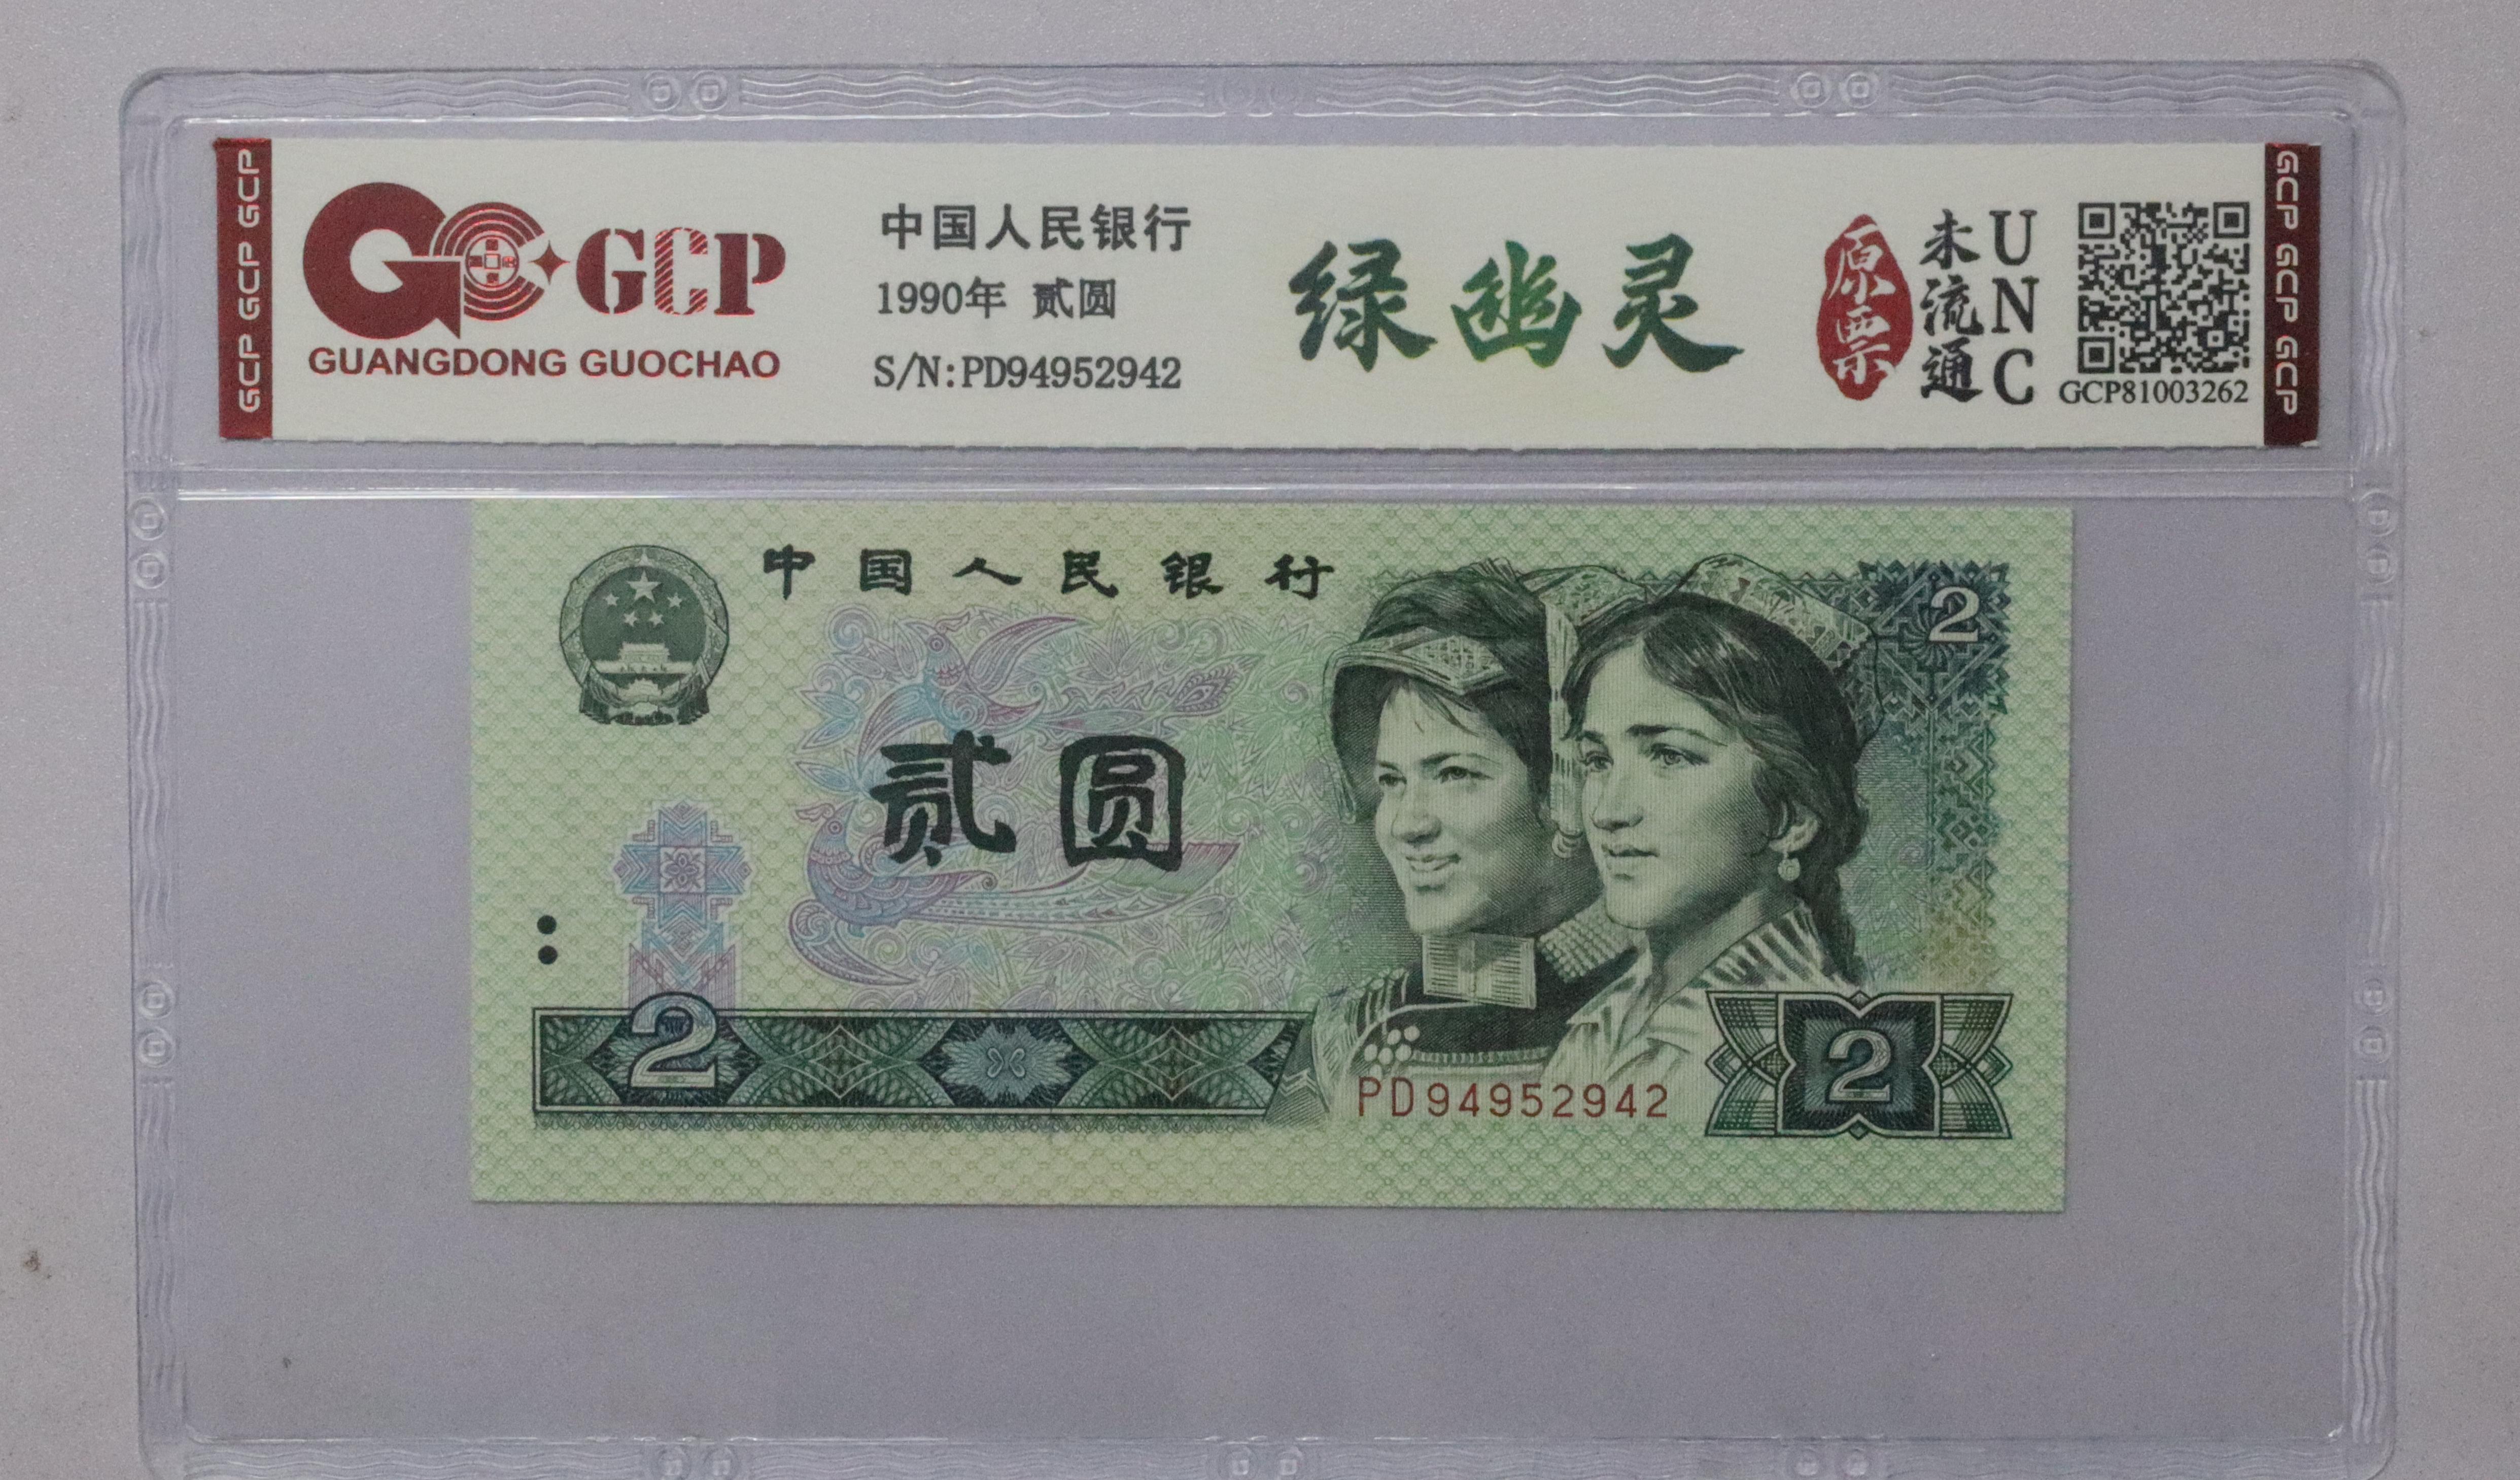 GCP GCP GCP
GCP
GUANGDONG GUOCHAO
中国人民银行
1990年 贰圆
S/N:PD94952942
绿幽灵
原票
未流通
UNC
GCP81003262
GCP GCP GCP
中国人民银行
2
贰圆
2
PD94952942
2